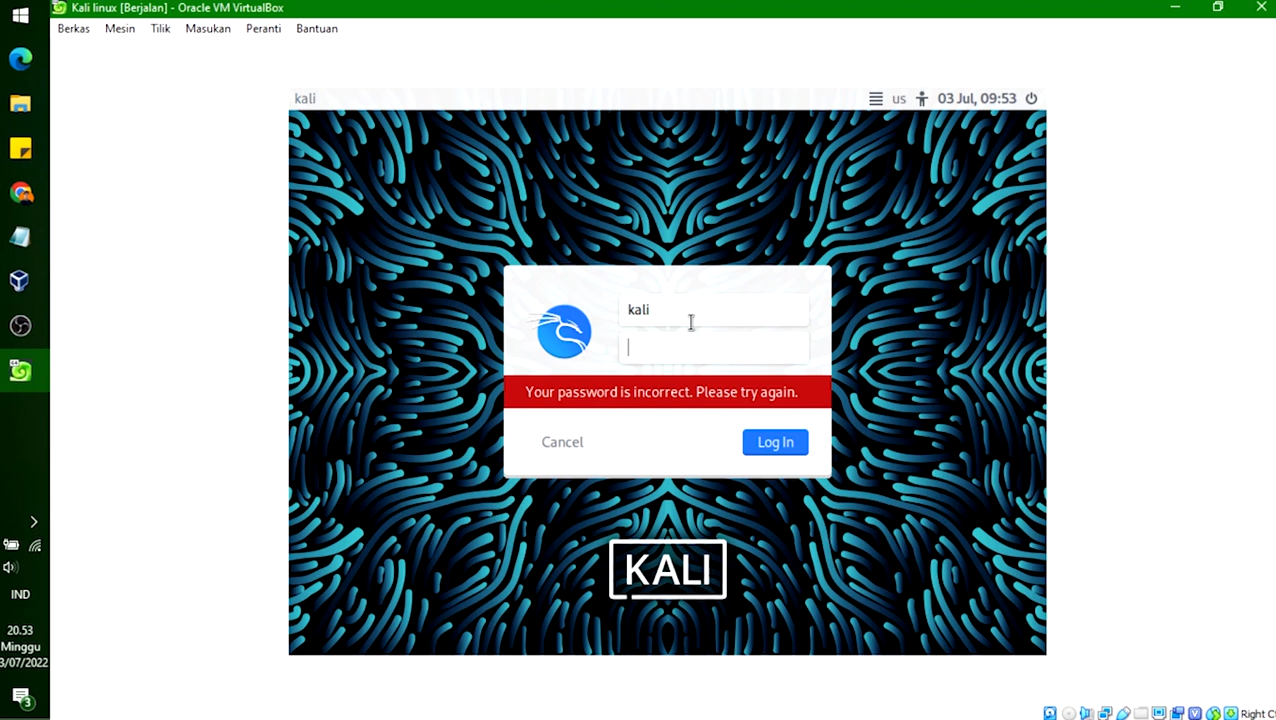 Kali linux [Berjalan] - Oracle VM VirtualBox
Berkas Mesin Tilik Masukan Peranti Bantuan
kali us 03 Jul, 09:53
kali
Your password is incorrect. Please try again.
Cancel Log In
KALI
IND
20.53
Minggu
3/07/2022
3
Right C